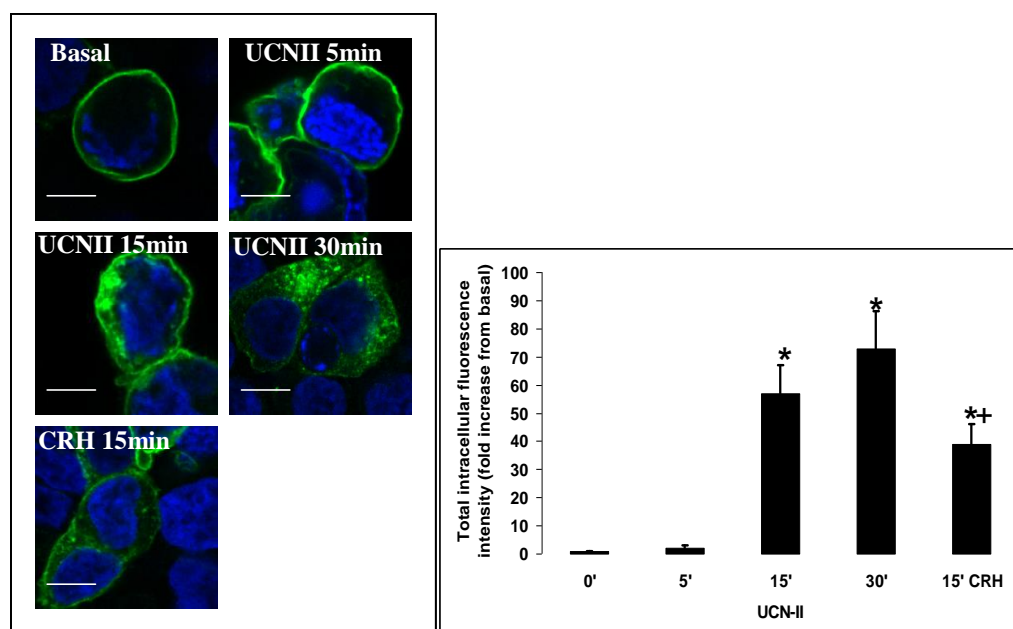 Basal
UCNII 5min
UCNII 15min
UCNII 30min
CRH 15min
Total intracellular fluorescence
intensity (fold increase from basal)
100
90
80
70
60
50
40
30
20
10
0
*
*
*+
0' 5' 15' 30' 15' CRH
UCN-II